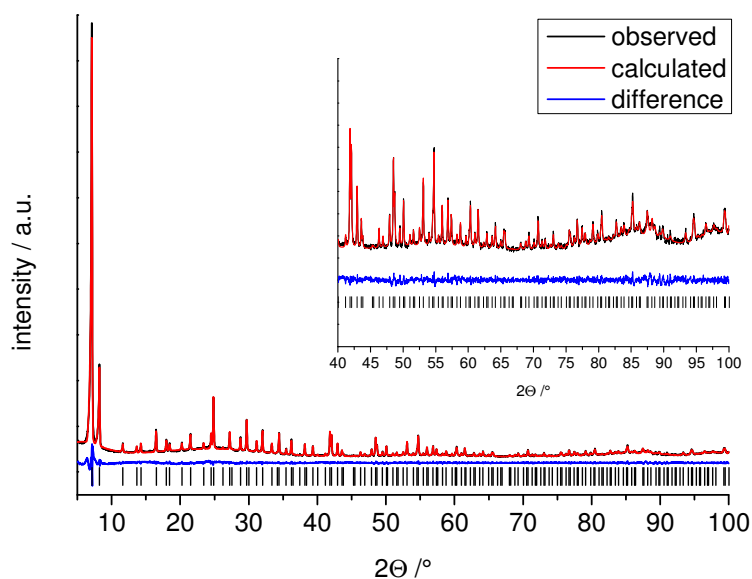 observed
calculated
difference
40 45 50 55 60 65 70 75 80 85 90 95 100
2Θ /°
intensity / a.u.
10 20 30 40 50 60 70 80 90 100
2Θ /°